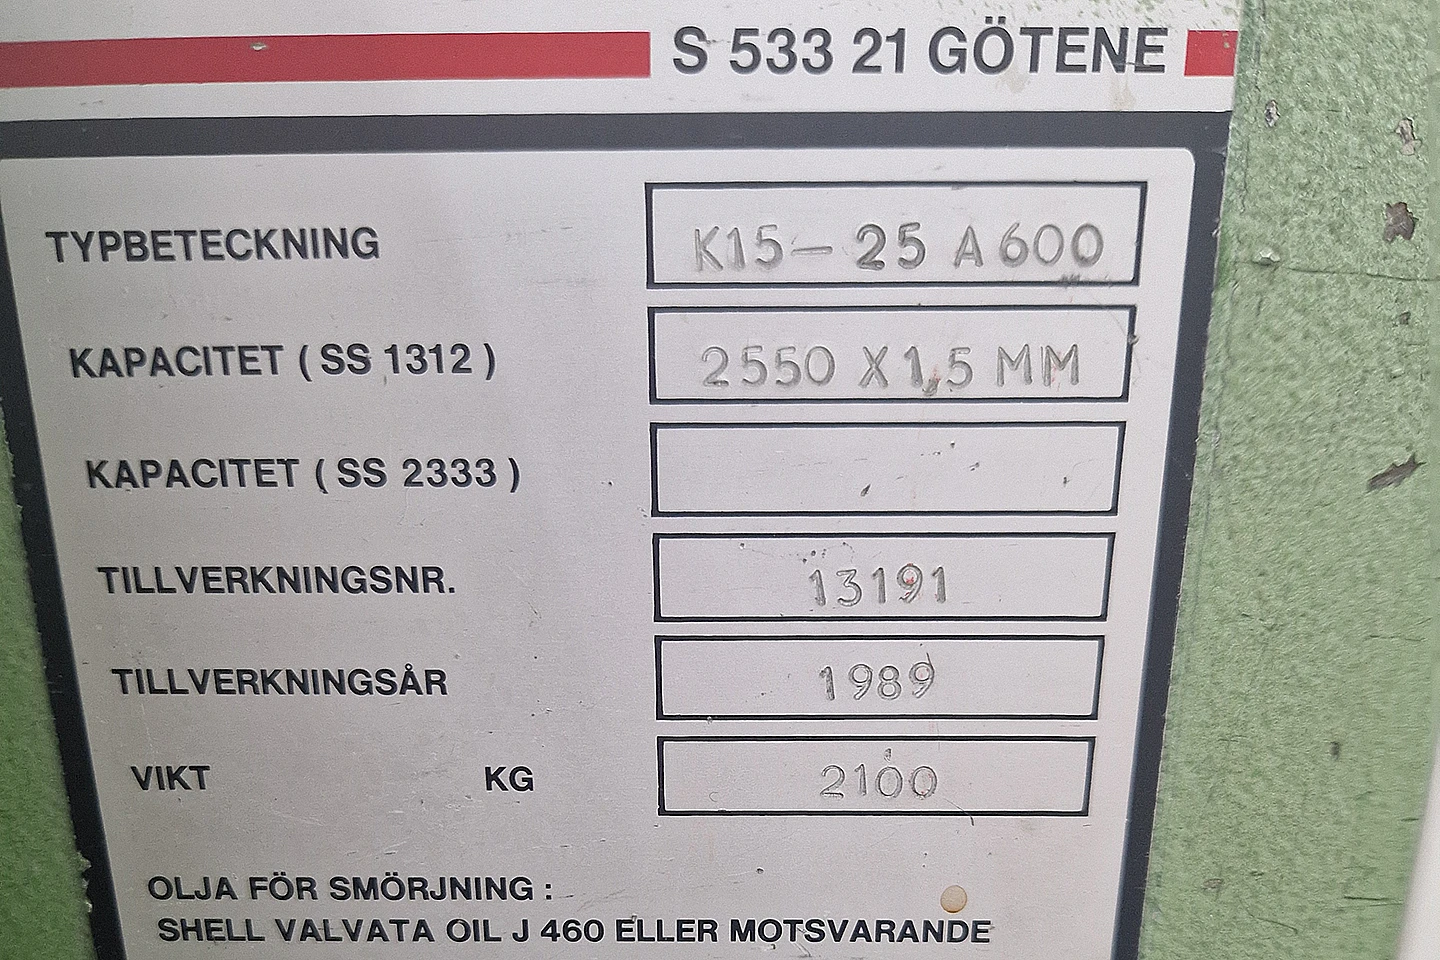 S 533 21 GÖTENE
TYPBETECKNING K15-25 A600
KAPACITET (SS 1312) 2550 X 1,5 MM
KAPACITET (SS 2333)
TILLVERKNINGSNR. 13191
TILLVERKNINGSÅR 1989
VIKT KG 2100
OLJA FÖR SMÖRJNING :
SHELL VALVATA OIL J 460 ELLER MOTSVARANDE